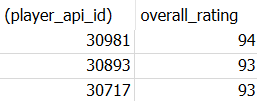 (player_api_id) overall_rating
30981 94
30893 93
30717 93